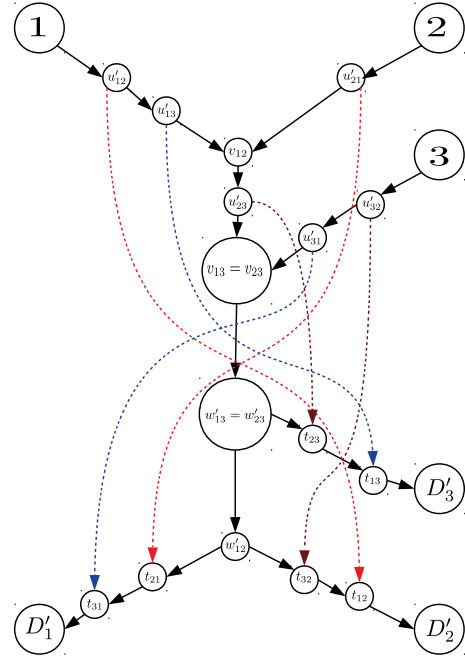 1
2
u′₁₂
u′₂₁
u′₁₃
v₁₂
3
u′₂₃
u′₃₂
u′₃₁
v₁₃ = v₂₃
w′₁₃ = w′₂₃
t₂₃
t₁₃
D′₃
w′₁₂
t₂₁
t₃₂
t₃₁
t₁₂
D′₁
D′₂